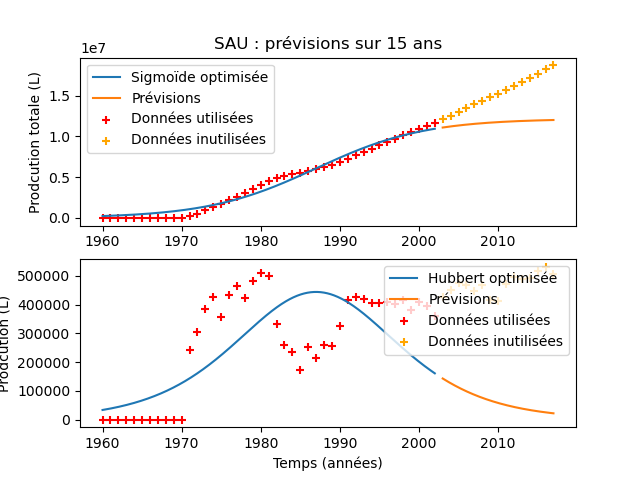 SAU : prévisions sur 15 ans
1e7
Prodcution totale (L)
1.5
1.0
0.5
0.0
Sigmoïde optimisée
Prévisions
Données utilisées
Données inutilisées
1960 1970 1980 1990 2000 2010
Prodcution (L)
500000
400000
300000
200000
100000
0
Hubbert optimisée
Prévisions
Données utilisées
Données inutilisées
1960 1970 1980 1990 2000 2010
Temps (années)